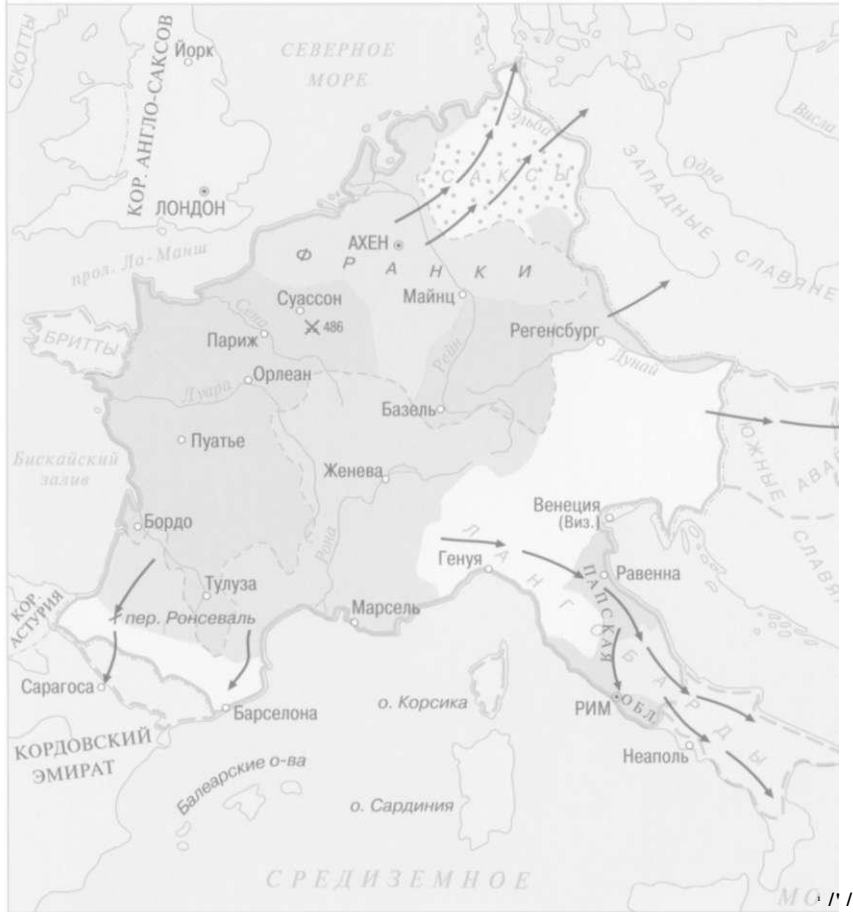 СКОТТЫ
Йорк
СЕВЕРНОЕ
МОРЕ
КОР. АНГЛО-САКСОВ
ЛОНДОН
прол. Ла-Манш
Эльба
САКСЫ
Висла
Одра
ЗАПАДНЫЕ
СЛАВЯНЕ
АХЕН
ФРАНКИ
Суассон
486
Майнц
Сена
Париж
Рейн
Регенсбург
Дунай
БРИТТЫ
Орлеан
Луара
Базель
Пуатье
Бискайский
залив
Женева
ЮЖНЫЕ
АВА
СЛАВЯ
Бордо
Рона
Венеция
(Виз.)
ЛАНГОБАРДЫ
Генуя
Равенна
ПАПСКАЯ
ОБЛ.
Тулуза
КОР.
АСТУРИЯ
пер. Ронсеваль
Марсель
Сарагоса
Барселона
о. Корсика
РИМ
Неаполь
КОРДОВСКИЙ
ЭМИРАТ
Балеарские о-ва
о. Сардиния
СРЕДИЗЕМНОЕ
МО